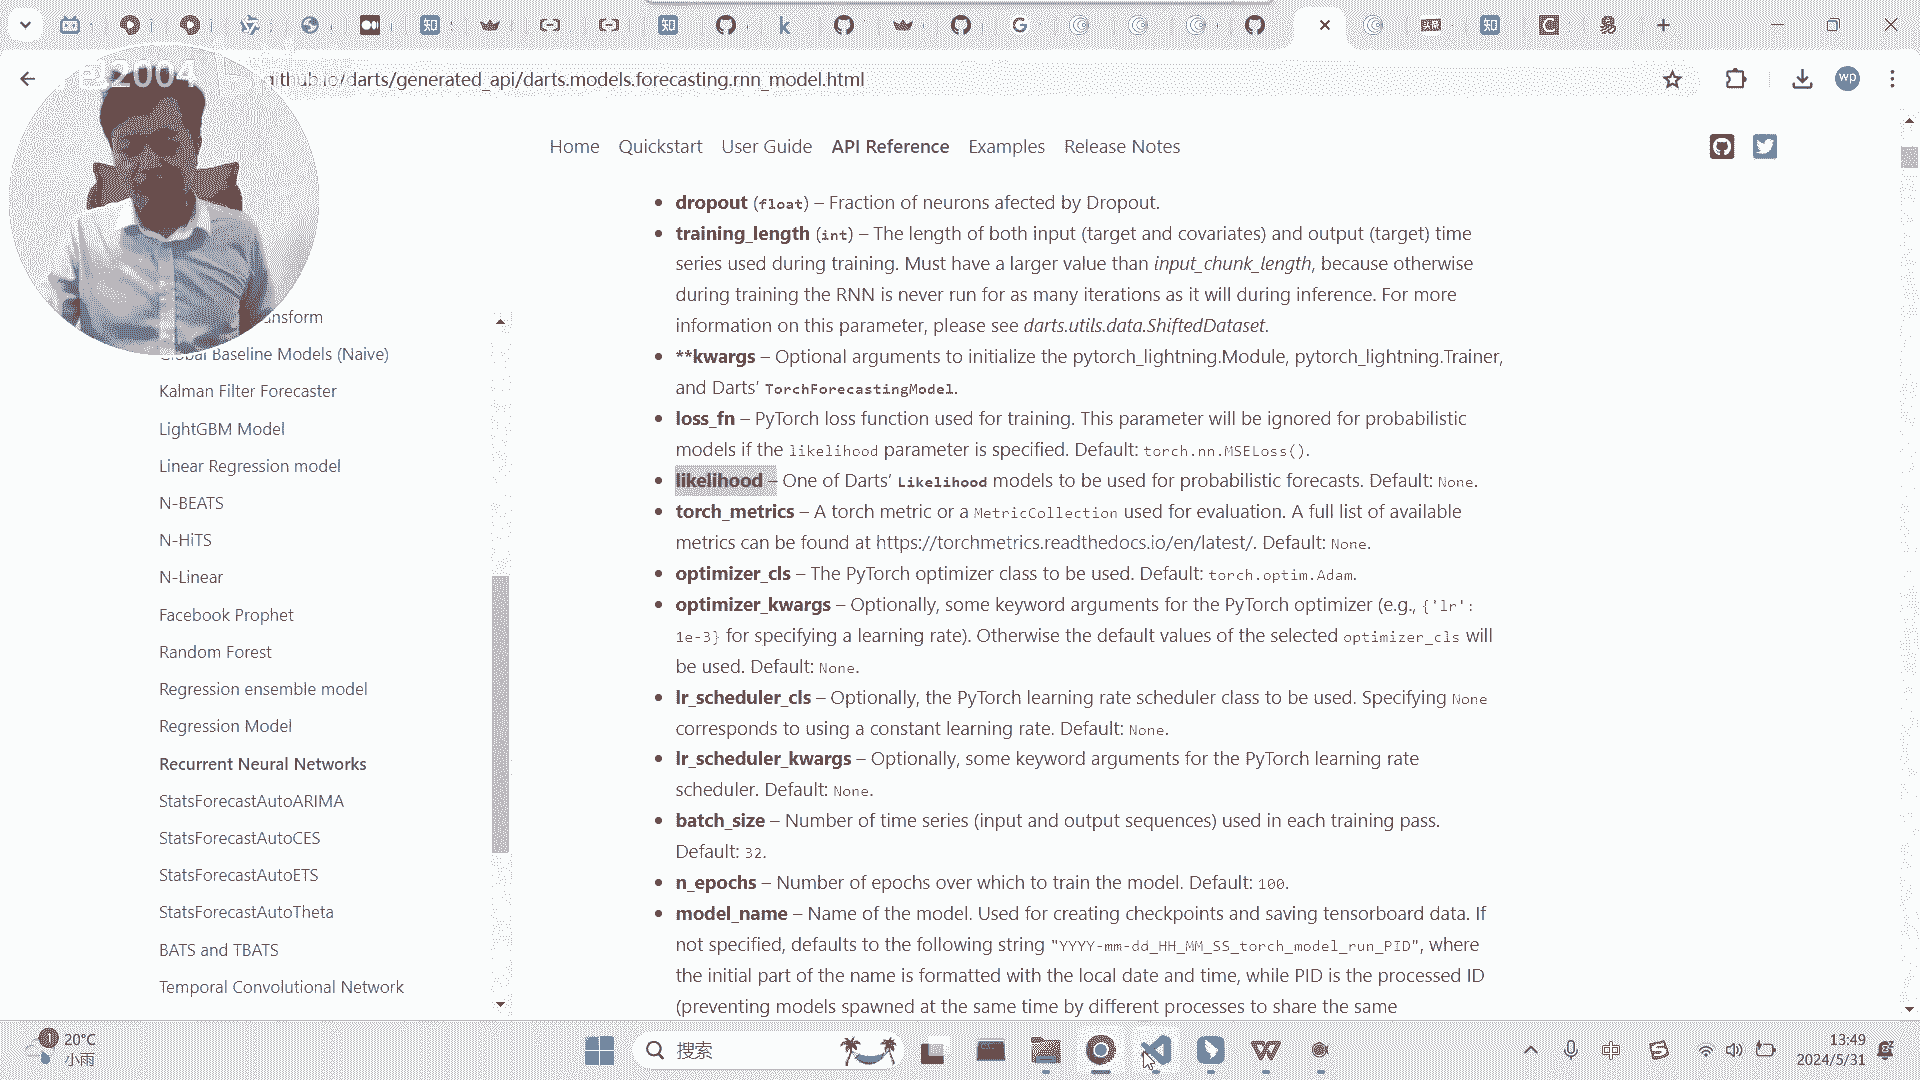 2004
github.io/darts/generated_api/darts.models.forecasting.rnn_model.html
wp
Home Quickstart User Guide API Reference Examples Release Notes
dropout (float) – Fraction of neurons afected by Dropout.
training_length (int) – The length of both input (target and covariates) and output (target) time
series used during training. Must have a larger value than input_chunk_length, because otherwise
during training the RNN is never run for as many iterations as it will during inference. For more
information on this parameter, please see darts.utils.data.ShiftedDataset.
**kwargs – Optional arguments to initialize the pytorch_lightning.Module, pytorch_lightning.Trainer,
and Darts' TorchForecastingModel.
loss_fn – PyTorch loss function used for training. This parameter will be ignored for probabilistic
models if the likelihood parameter is specified. Default: torch.nn.MSELoss().
likelihood – One of Darts' Likelihood models to be used for probabilistic forecasts. Default: None.
torch_metrics – A torch metric or a MetricCollection used for evaluation. A full list of available
metrics can be found at https://torchmetrics.readthedocs.io/en/latest/. Default: None.
optimizer_cls – The PyTorch optimizer class to be used. Default: torch.optim.Adam.
optimizer_kwargs – Optionally, some keyword arguments for the PyTorch optimizer (e.g., {'lr':
1e-3} for specifying a learning rate). Otherwise the default values of the selected optimizer_cls will
be used. Default: None.
lr_scheduler_cls – Optionally, the PyTorch learning rate scheduler class to be used. Specifying None
corresponds to using a constant learning rate. Default: None.
lr_scheduler_kwargs – Optionally, some keyword arguments for the PyTorch learning rate
scheduler. Default: None.
batch_size – Number of time series (input and output sequences) used in each training pass.
Default: 32.
n_epochs – Number of epochs over which to train the model. Default: 100.
model_name – Name of the model. Used for creating checkpoints and saving tensorboard data. If
not specified, defaults to the following string "YYYY-mm-dd_HH_MM_SS_torch_model_run_PID", where
the initial part of the name is formatted with the local date and time, while PID is the processed ID
(preventing models spawned at the same time by different processes to share the same
ansform
Global Baseline Models (Naive)
Kalman Filter Forecaster
LightGBM Model
Linear Regression model
N-BEATS
N-HiTS
N-Linear
Facebook Prophet
Random Forest
Regression ensemble model
Regression Model
Recurrent Neural Networks
StatsForecastAutoARIMA
StatsForecastAutoCES
StatsForecastAutoETS
StatsForecastAutoTheta
BATS and TBATS
Temporal Convolutional Network
1
20°C
小雨
搜索
中
13:49
2024/5/31